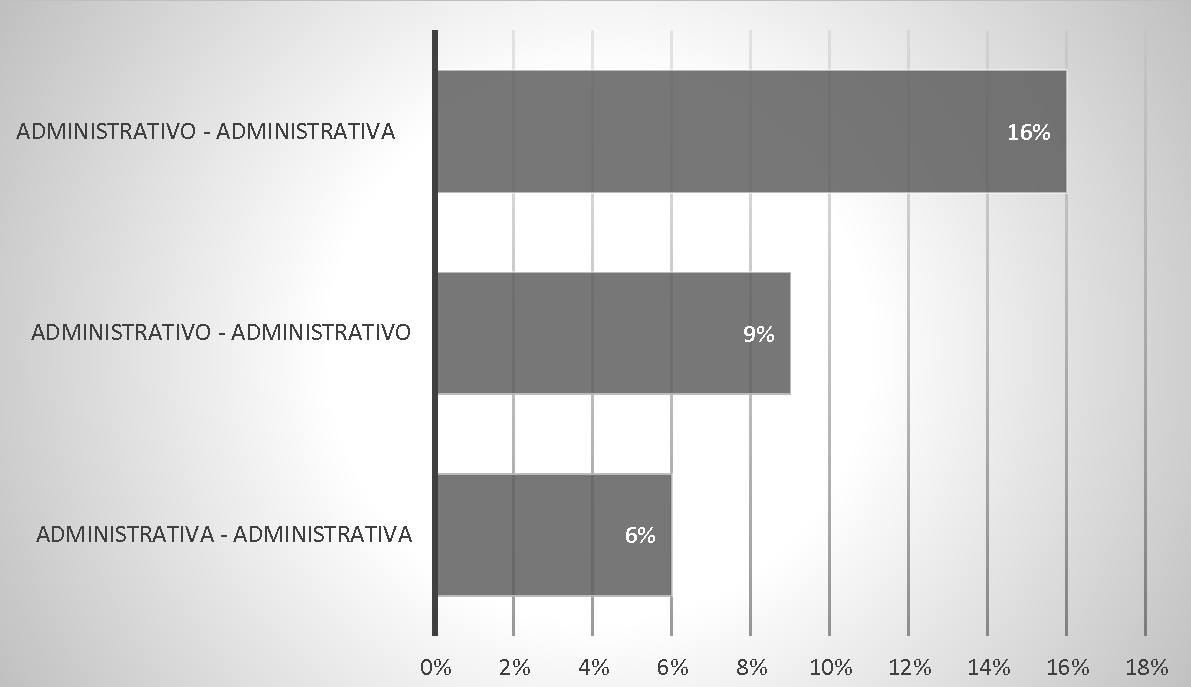 ADMINISTRATIVO - ADMINISTRATIVA
16%
ADMINISTRATIVO - ADMINISTRATIVO
9%
ADMINISTRATIVA - ADMINISTRATIVA
6%
0% 2% 4% 6% 8% 10% 12% 14% 16% 18%